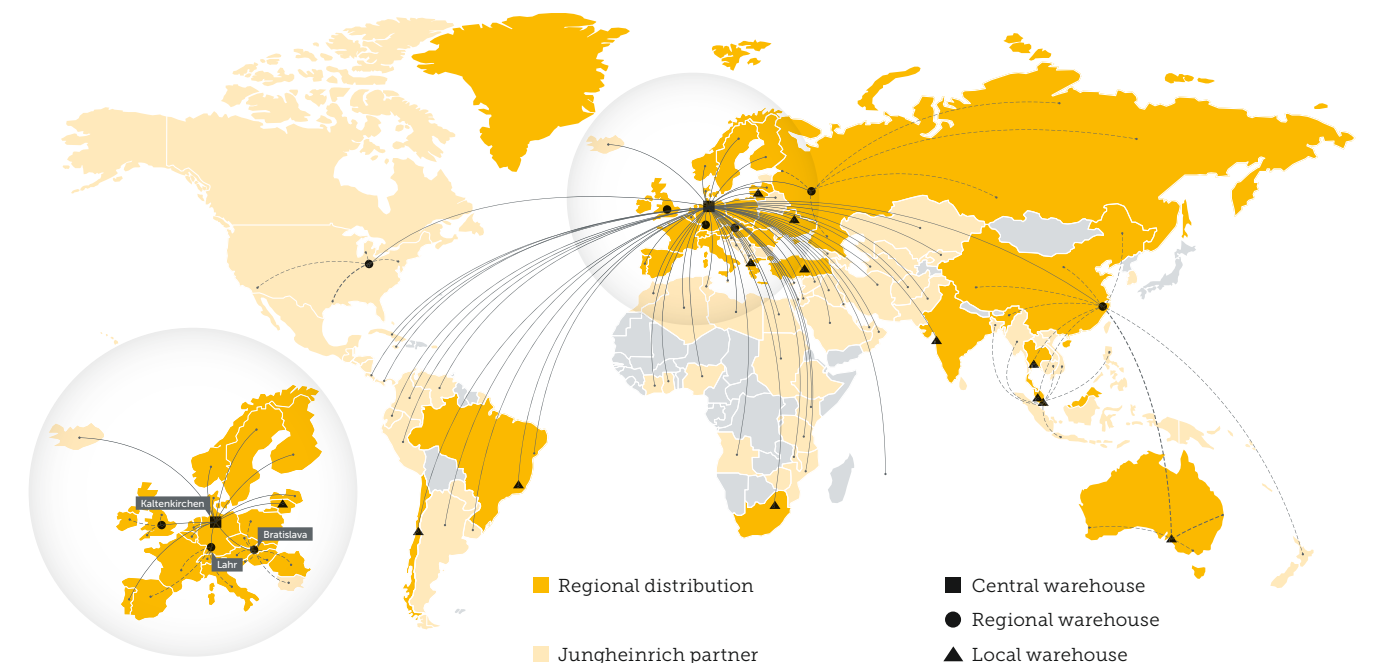 Kaltenkirchen
Bratislava
Lahr
Regional distribution
Jungheinrich partner
Central warehouse
Regional warehouse
Local warehouse